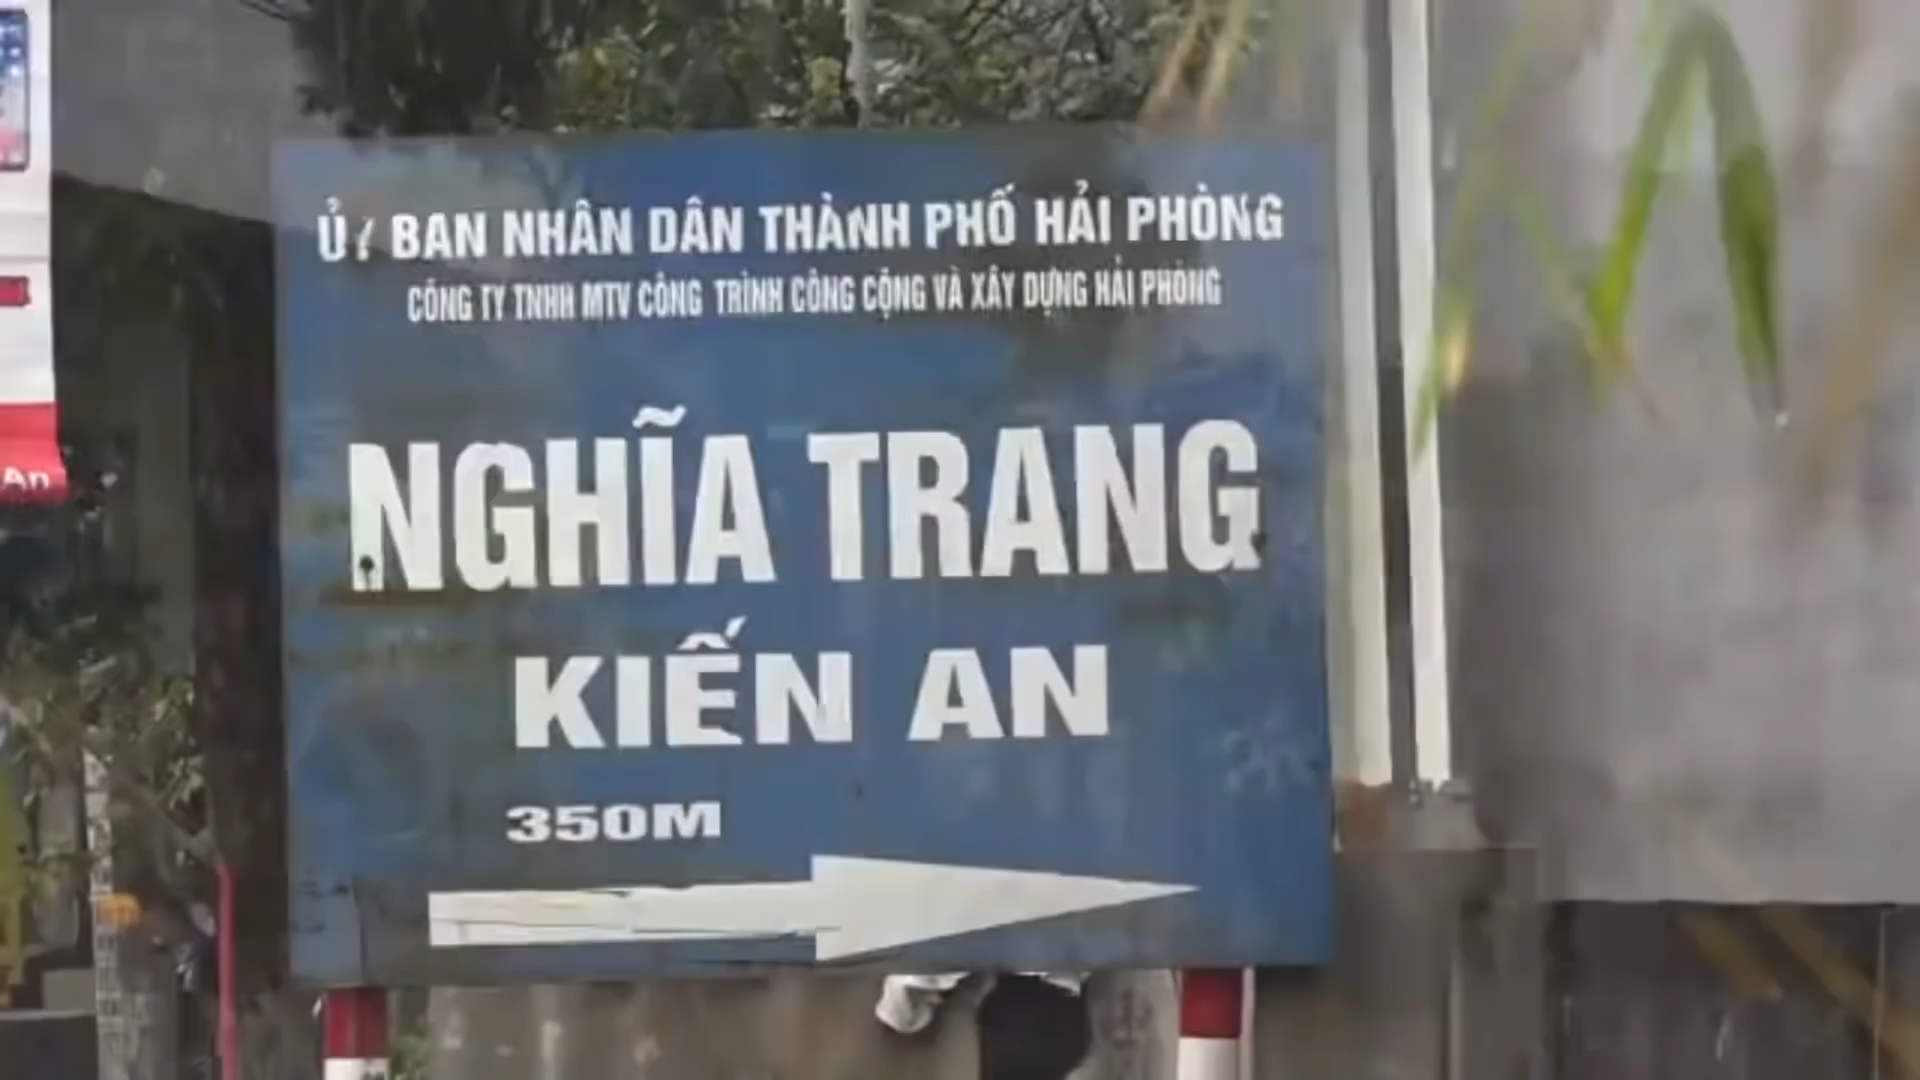 ỦY BAN NHÂN DÂN THÀNH PHỐ HẢI PHÒNG
CÔNG TY TNHH MTV CÔNG TRÌNH CÔNG CỘNG VÀ XÂY DỰNG HẢI PHÒNG
NGHĨA TRANG
KIẾN AN
350M
An